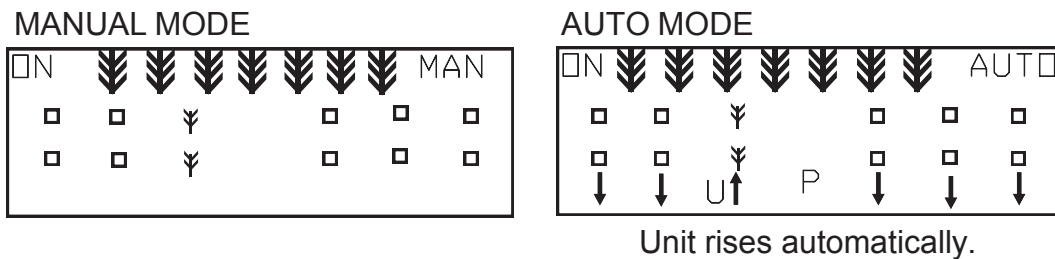 MANUAL MODE
ON MAN
AUTO MODE
ON AUTO
U P
Unit rises automatically.